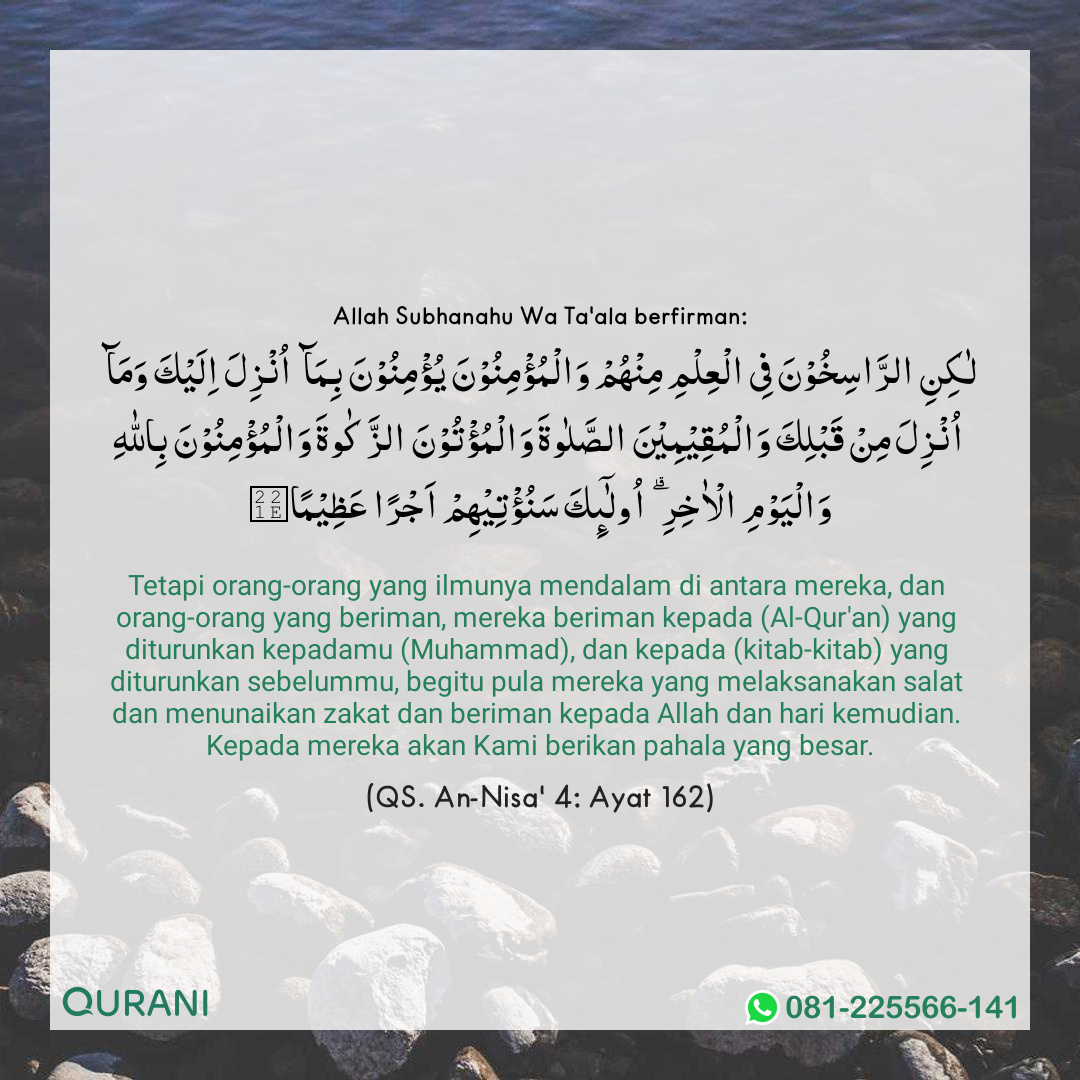 Allah Subhanahu Wa Ta'ala berfirman:
لٰـكِنِ الرَّاسِخُوْنَ فِى الْعِلْمِ مِنْهُمْ وَالْمُؤْمِنُوْنَ يُؤْمِنُوْنَ بِمَاۤ اُنْزِلَ اِلَيْكَ وَمَاۤ
اُنْزِلَ مِنْ قَبْلِكَ وَالْمُقِيْمِيْنَ الصَّلٰوةَ وَالْمُؤْتُوْنَ الزَّكٰوةَ وَالْمُؤْمِنُوْنَ بِاللّٰهِ
وَالْيَوْمِ الْاٰخِرِ ۗ اُولٰٓئِكَ سَنُؤْتِيْهِمْ اَجْرًا عَظِيْمًا
Tetapi orang-orang yang ilmunya mendalam di antara mereka, dan
orang-orang yang beriman, mereka beriman kepada (Al-Qur'an) yang
diturunkan kepadamu (Muhammad), dan kepada (kitab-kitab) yang
diturunkan sebelummu, begitu pula mereka yang melaksanakan salat
dan menunaikan zakat dan beriman kepada Allah dan hari kemudian.
Kepada mereka akan Kami berikan pahala yang besar.
(QS. An-Nisa' 4: Ayat 162)
QURANI
081-225566-141